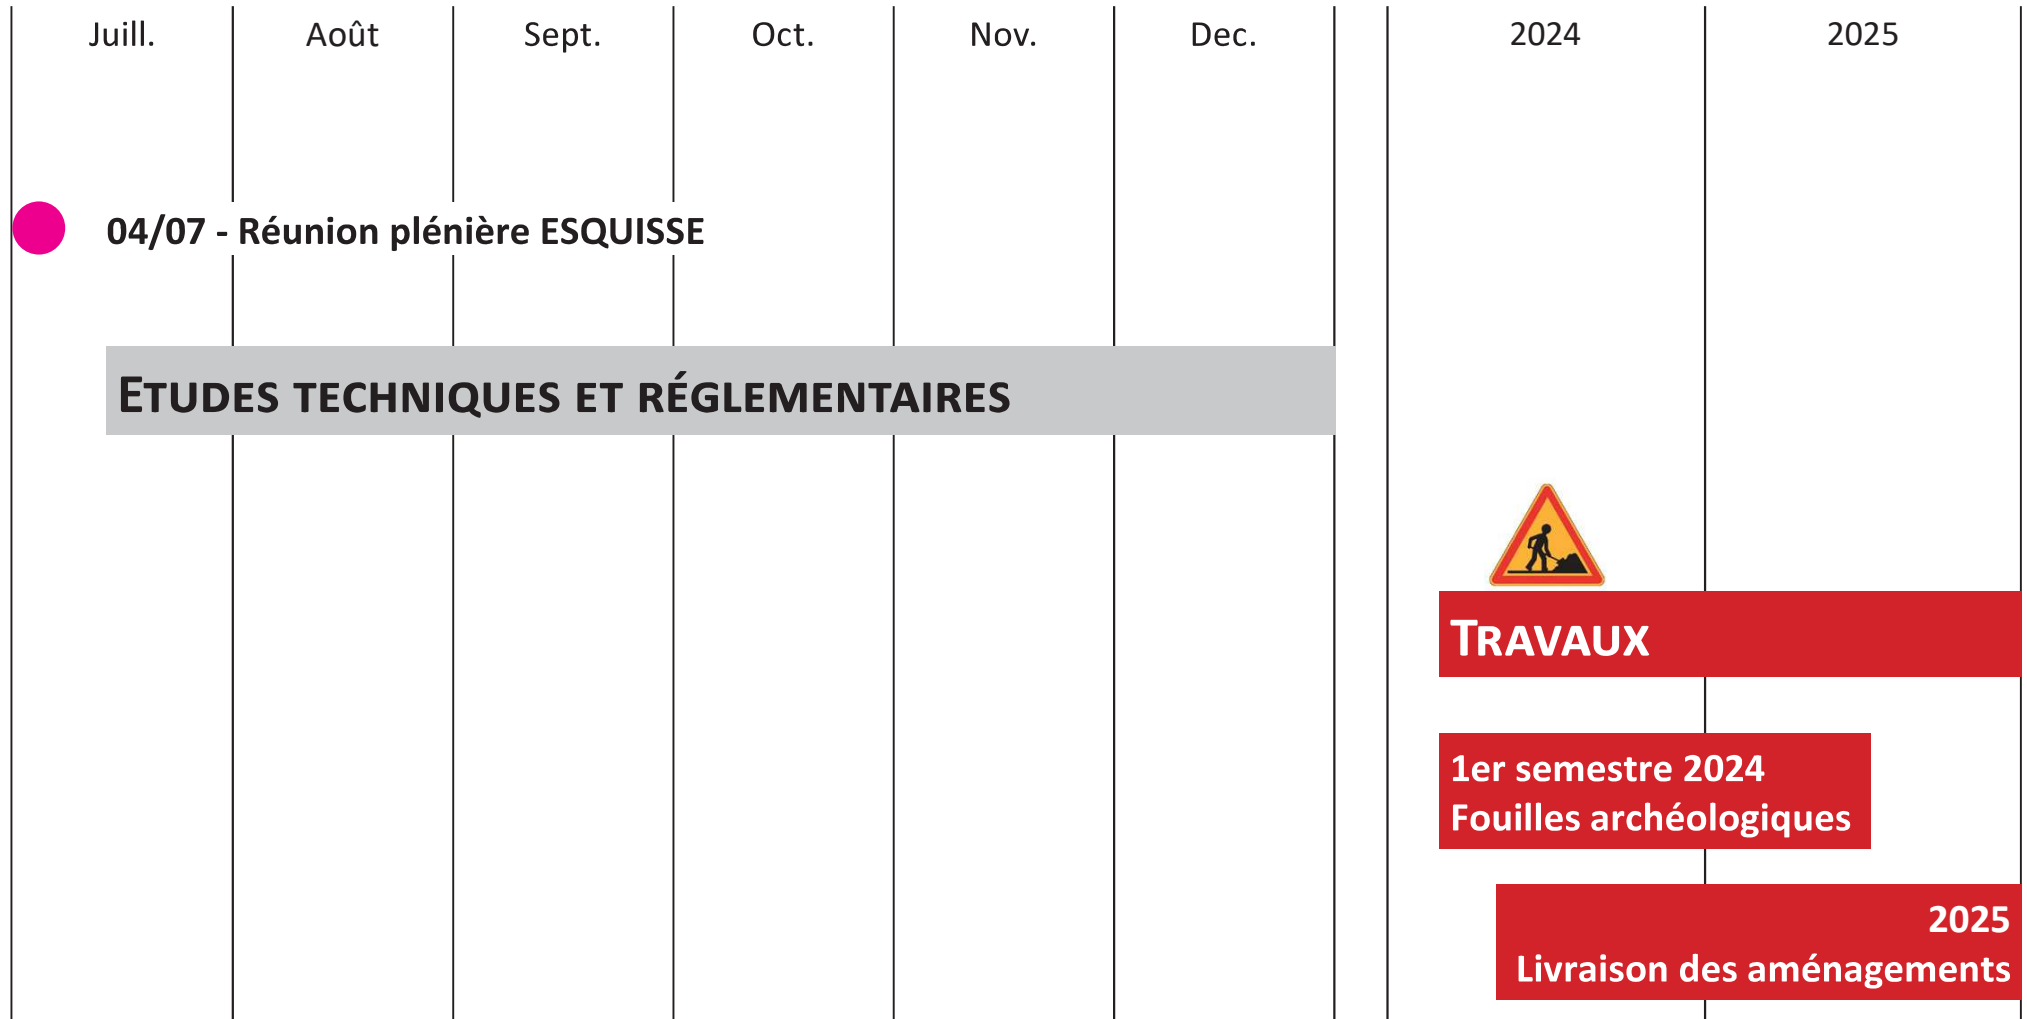 Juill. Août Sept. Oct. Nov. Dec. 2024 2025
04/07 - Réunion plénière ESQUISSE
ETUDES TECHNIQUES ET RÉGLEMENTAIRES
TRAVAUX
1er semestre 2024
Fouilles archéologiques
2025
Livraison des aménagements